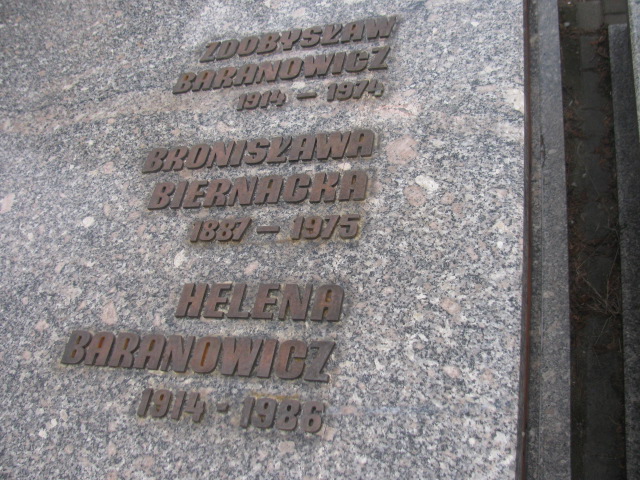 ZDOBYSŁAW
BARANOWICZ
1914 – 1974
BRONISŁAWA
BIERNACKA
1887 – 1975
HELENA
BARANOWICZ
1914 - 1986